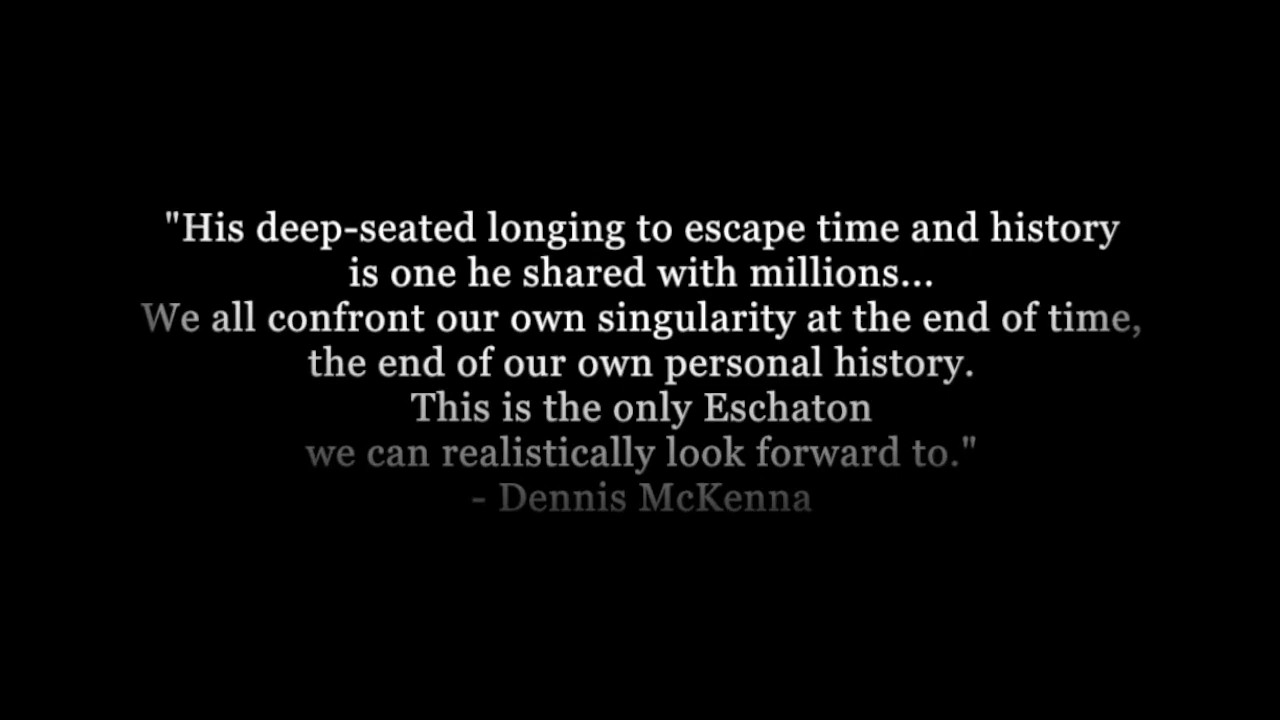 "His deep-seated longing to escape time and history
is one he shared with millions...
We all confront our own singularity at the end of time,
the end of our own personal history.
This is the only Eschaton
we can realistically look forward to."
- Dennis McKenna